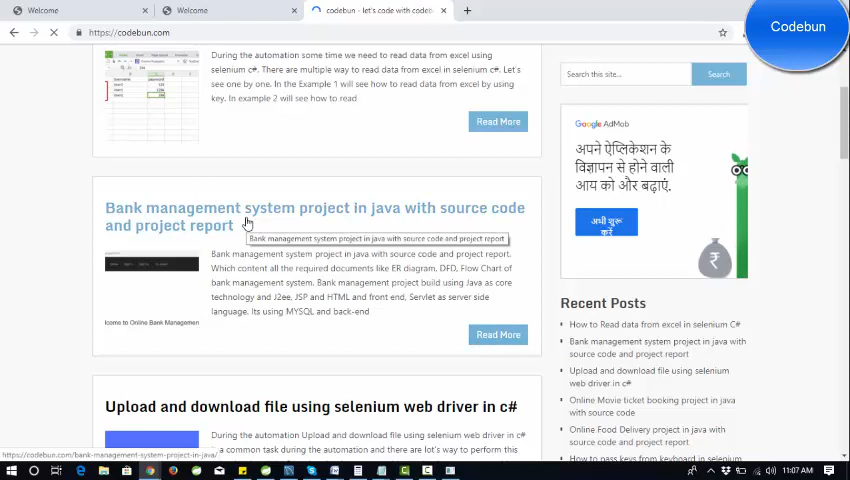 Welcome
Welcome
codebun - let's code with codeb
Codebun
https://codebun.com
During the automation some time we need to read data from excel using
selenium c#. There are multiple way to read data from excel in selenium c#. Let's
see one by one. In the Example 1 will see how to read data from excel by using
key. In example 2 will see how to read
Read More
Search this site...
Search
Google AdMob
अपने ऐप्लिकेशन के
विज्ञापन से होने वाली
आय को और बढ़ाएं.
अभी शुरू
करें
Bank management system project in java with source code
and project report
Bank management system project in java with source code and project report
Bank management system project in java with source code and project report.
Which content all the required documents like ER diagram, DFD, Flow Chart of
bank management system. Bank management project build using Java as core
technology and J2ee, JSP and HTML and front end, Servlet as server side
language. Its using MYSQL and back-end
elcome to Online Bank Managemen
Read More
Recent Posts
How to Read data from excel in selenium C#
Bank management system project in java with
source code and project report
Upload and download file using selenium
web driver in c#
Online Movie ticket booking project in java
with source code
Online Food Delivery project in Java with
source code and project report
How to pass keys from keyboard in selenium
Upload and download file using selenium web driver in c#
During the automation Upload and download file using selenium web driver in c#
a common task during the automation and there are lot's way to perform this
https://codebun.com/bank-management-system-project-in-java/
11:07 AM